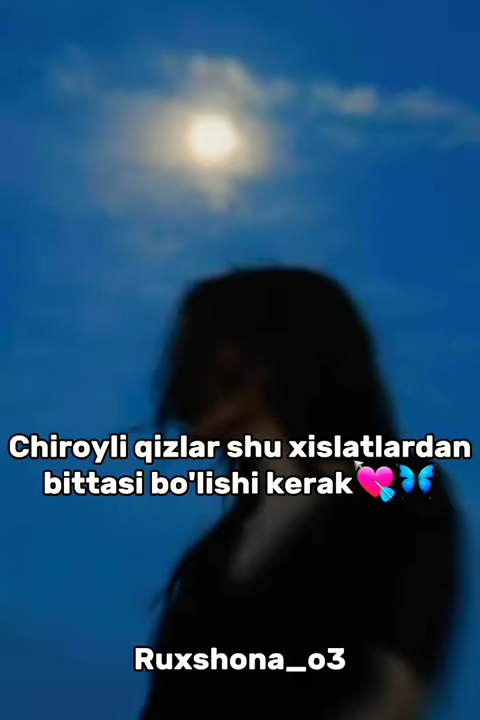 Chiroyli qizlar shu xislatlardan
bittasi bo'lishi kerak💘🦋
Ruxshona_o3